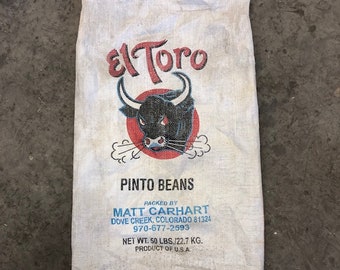 El Toro
PINTO BEANS
PACKED BY
MATT CARHART
DOVE CREEK, COLORADO 81324
970-677-2593
NET WT. 50 LBS./22.7 KG.
PRODUCT OF U.S.A.